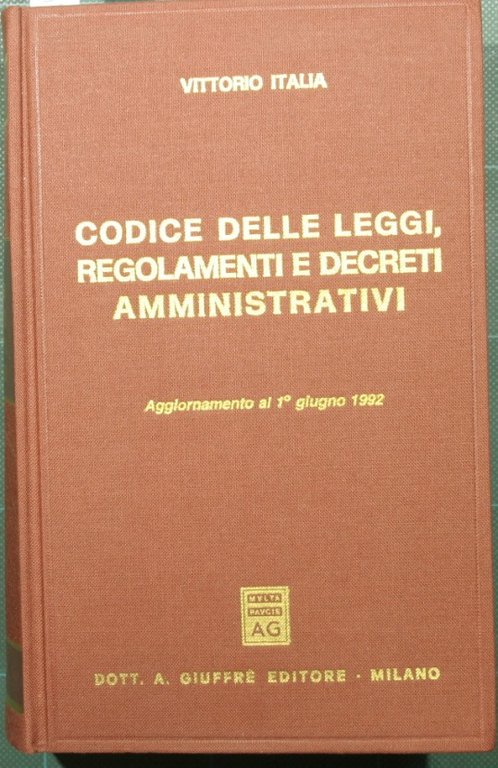 VITTORIO ITALIA
CODICE DELLE LEGGI,
REGOLAMENTI E DECRETI
AMMINISTRATIVI
Aggiornamento al 1° giugno 1992
MVLTA
PAVCIS
AG
DOTT. A. GIUFFRÈ EDITORE - MILANO